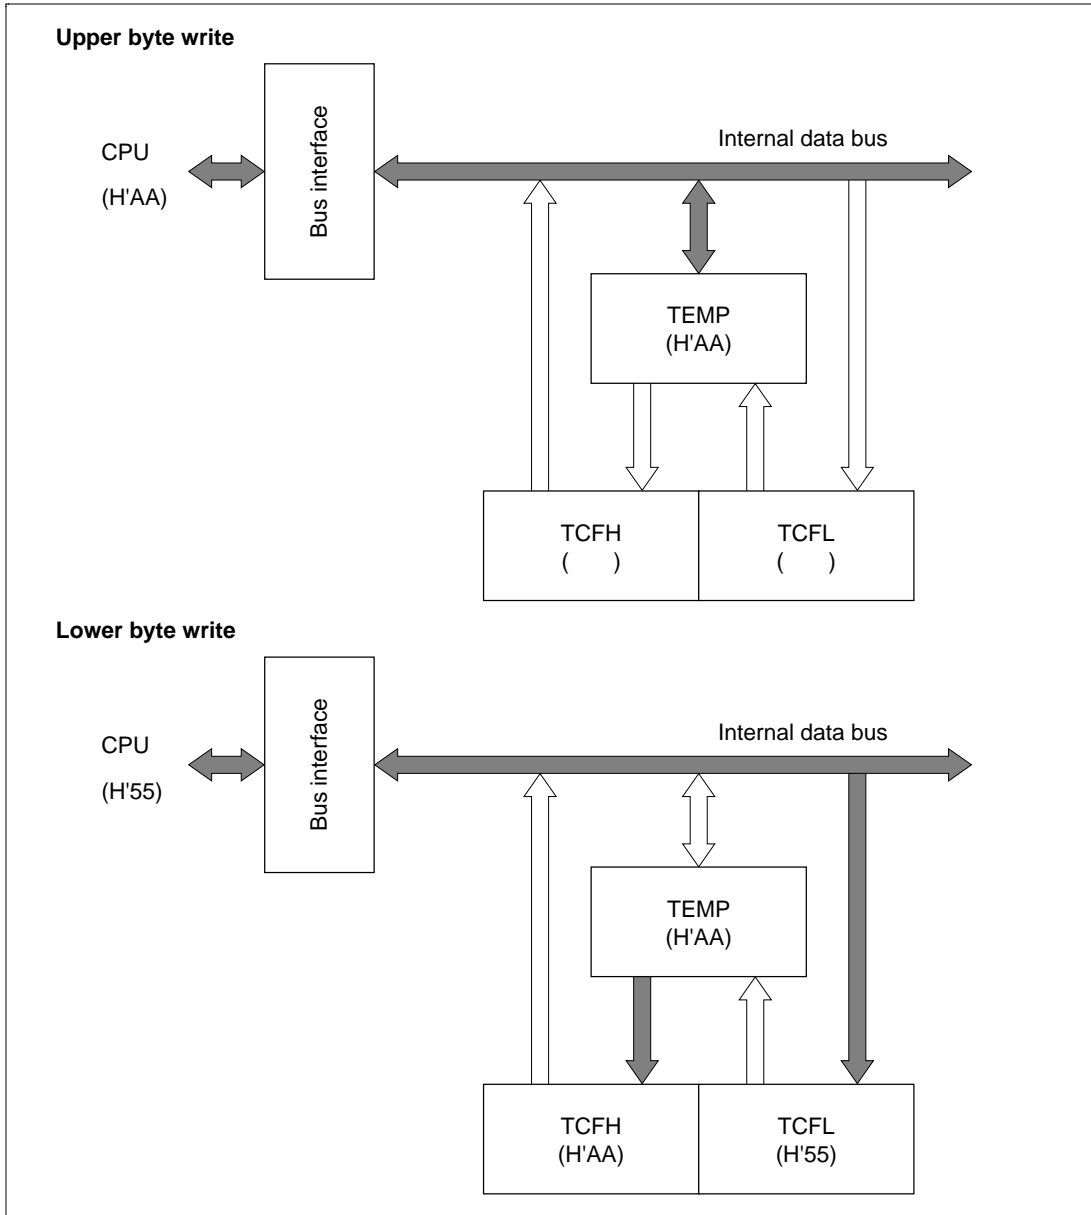 Upper byte write
CPU
(H'AA)
Bus interface
Internal data bus
TEMP
(H'AA)
TCFH
(      )
TCFL
(      )
Lower byte write
CPU
(H'55)
Bus interface
Internal data bus
TEMP
(H'AA)
TCFH
(H'AA)
TCFL
(H'55)